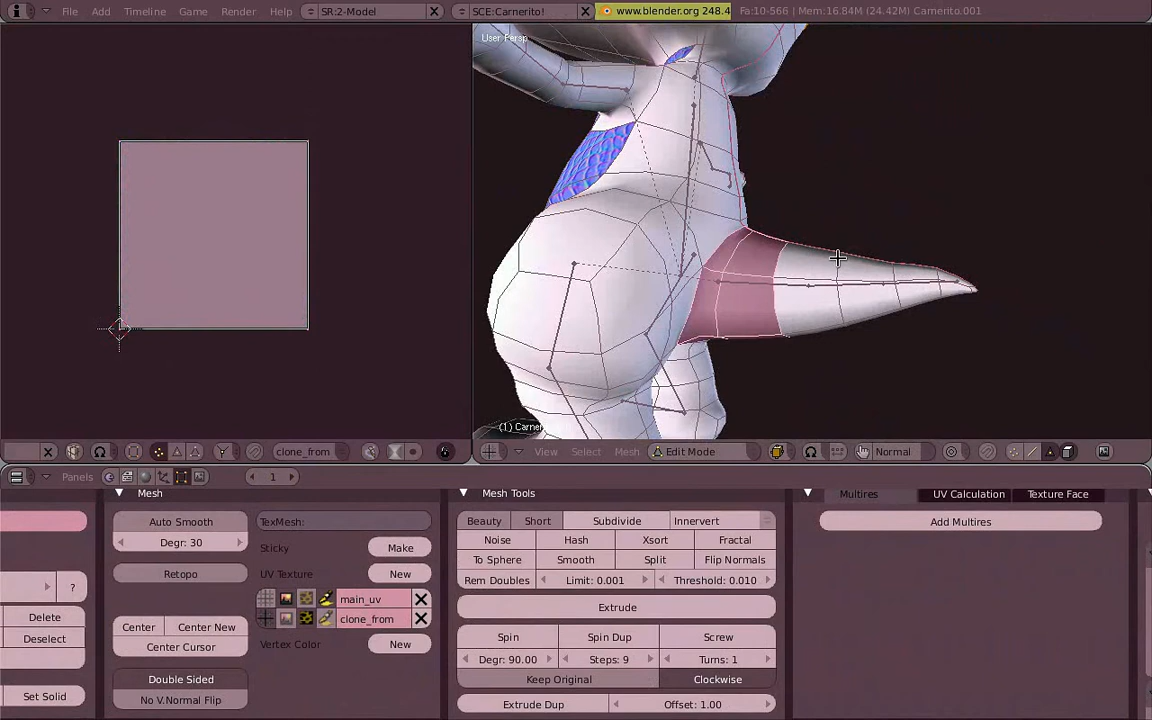 File Add Timeline Game Render Help SR:2-Model SCE:Carnerito! www.blender.org 248.4 Fa:10-566 | Mem:16.84M (24.42M) Carnerito.001
User Persp
(1) Carner
clone_from View Select Mesh Edit Mode Normal
Panels 1
Mesh Mesh Tools Multires UV Calculation Texture Face
Auto Smooth TexMesh: Beauty Short Subdivide Innervert Add Multires
Degr: 30 Sticky Make Noise Hash Xsort Fractal
Retopo UV Texture New To Sphere Smooth Split Flip Normals
? Rem Doubles Limit: 0.001 Threshold: 0.010
main_uv
Delete Center Center New clone_from Extrude
Deselect Center Cursor Vertex Color New Spin Spin Dup Screw
Degr: 90.00 Steps: 9 Turns: 1
Double Sided Keep Original Clockwise
Set Solid No V.Normal Flip Extrude Dup Offset: 1.00